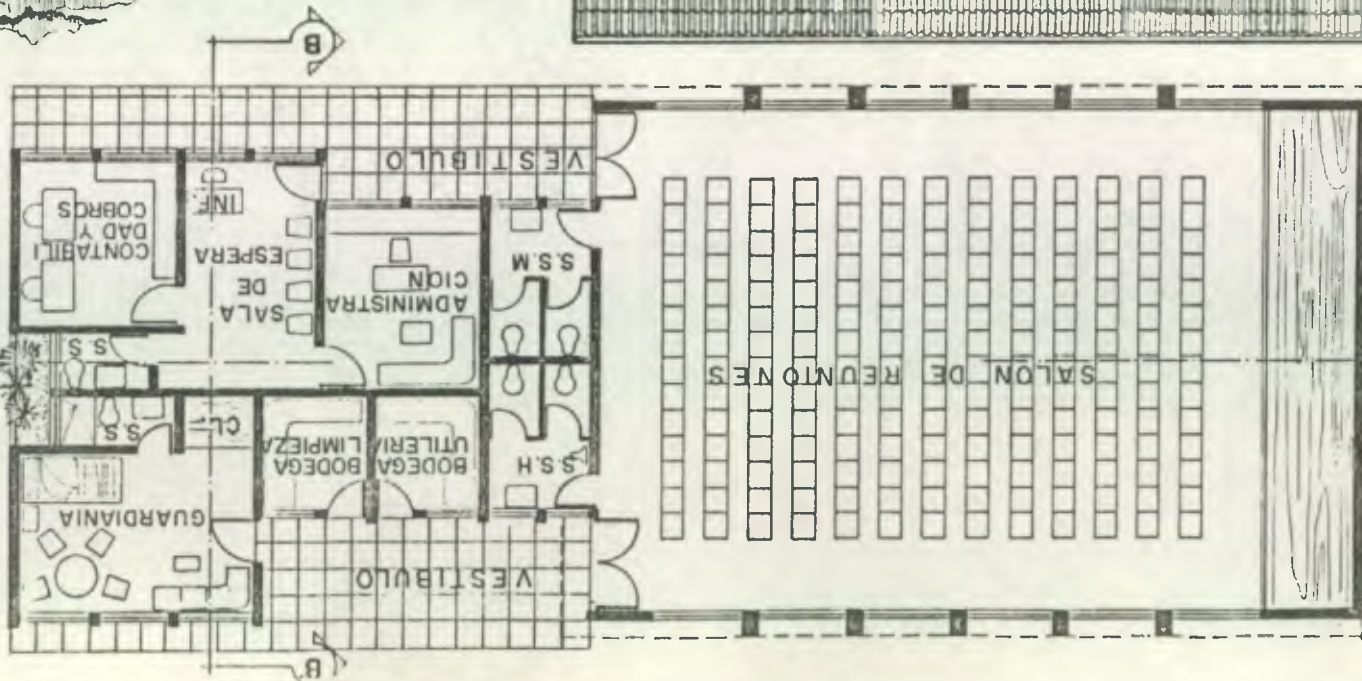 B'
VESTIBULO
GUARDIANIA
S.S.H
BODEGA
UTILERIA
BODEGA
LIMPIEZA
CL
S.S
SALON DE REUNIONES
S.S
ADMINISTRA
CION
SALA
DE
ESPERA
INF
CONTABILI
DAD Y
COBROS
S.S.M
VESTIBULO
B